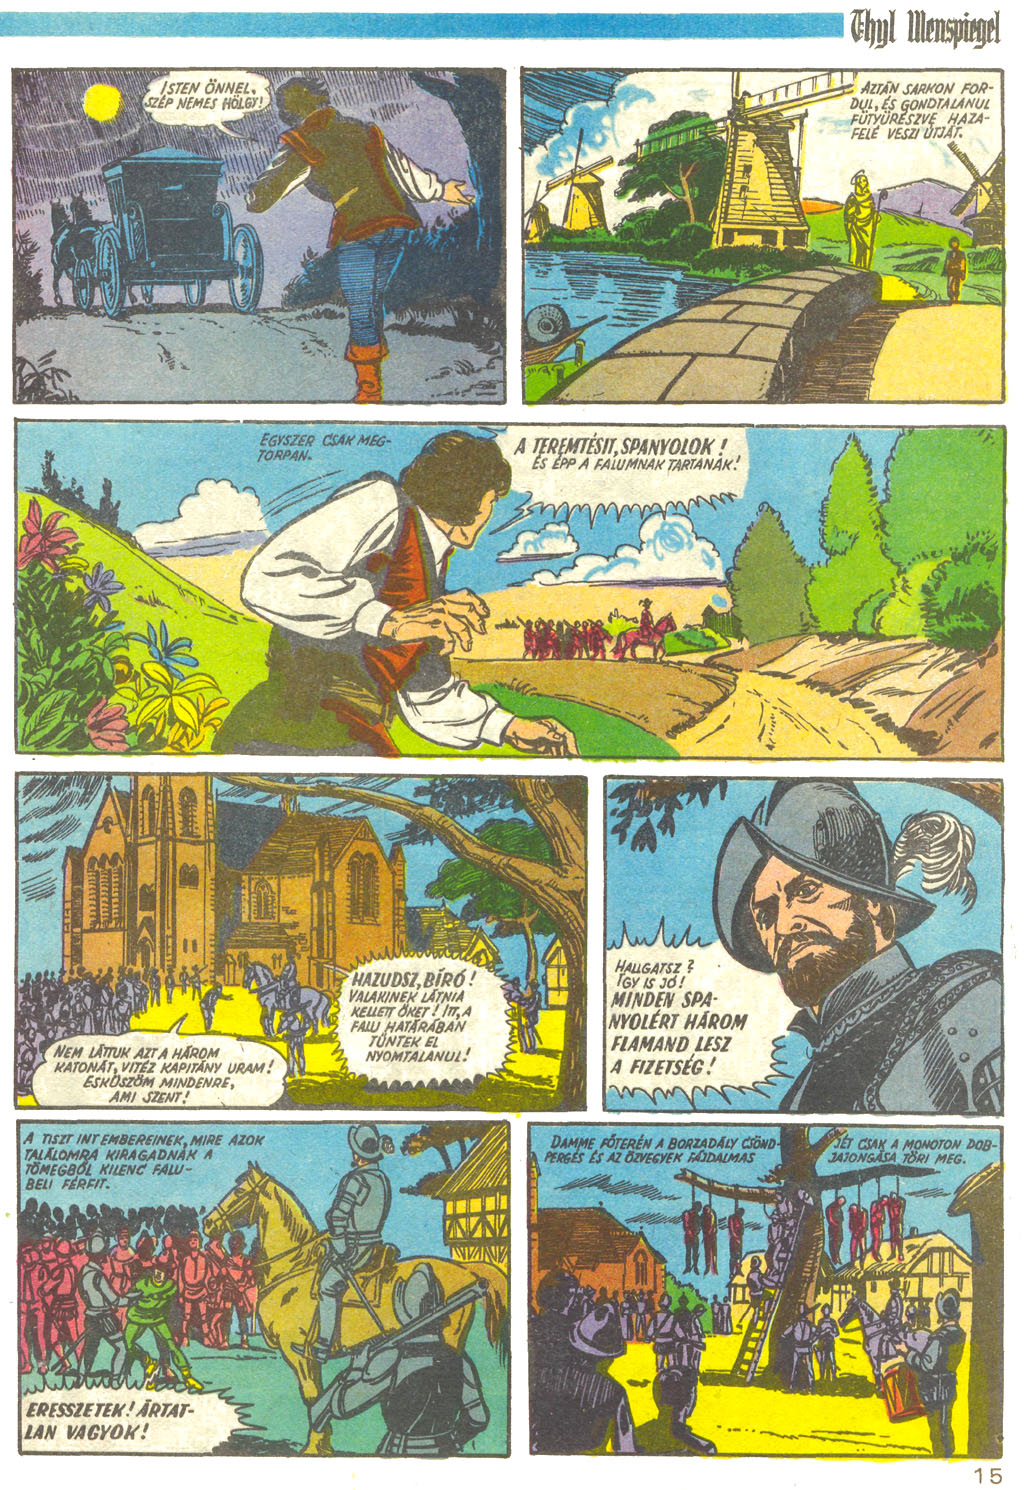 Thyl Ulenspiegel
ISTEN ÖNNEL,
SZÉP NEMES HÖLGY!
AZTÁN SARKON FOR-
DUL, ÉS GONDTALANUL
FÜTYÜRÉSZVE HAZA-
FELÉ VESZI ÚTJÁT.
EGYSZER CSAK MEG-
TORPAN.
A TEREMTÉSIT, SPANYOLOK!
ÉS ÉPP A FALUMNAK TARTANAK!
HAZUDSZ, BÍRÓ!
VALAKINEK LÁTNIA
KELLETT ŐKET! ITT, A
FALU HATÁRÁBAN
TŰNTEK EL
NYOMTALANUL!
NEM LÁTTUK AZT A HÁROM
KATONÁT, VITÉZ KAPITÁNY URAM!
ESKÜSZÖM MINDENRE,
AMI SZENT!
HALLGATSZ?
ÍGY IS JÓ!
MINDEN SPA-
NYOLÉRT HÁROM
FLAMAND LESZ
A FIZETSÉG!
A TISZT INT EMBEREINEK, MIRE AZOK
TALÁLOMRA KIRAGADNAK A
TÖMEGBŐL KILENC FALU-
BELI FÉRFIT.
ERESSZETEK! ÁRTAT-
LAN VAGYOK!
DAMME FŐTERÉN A BORZADÁLY CSÖND-
JÉT CSAK A MONOTON DOB-
PERGÉS ÉS AZ ÖZVEGYEK FÁJDALMAS
JAJONGÁSA TÖRI MEG.
15